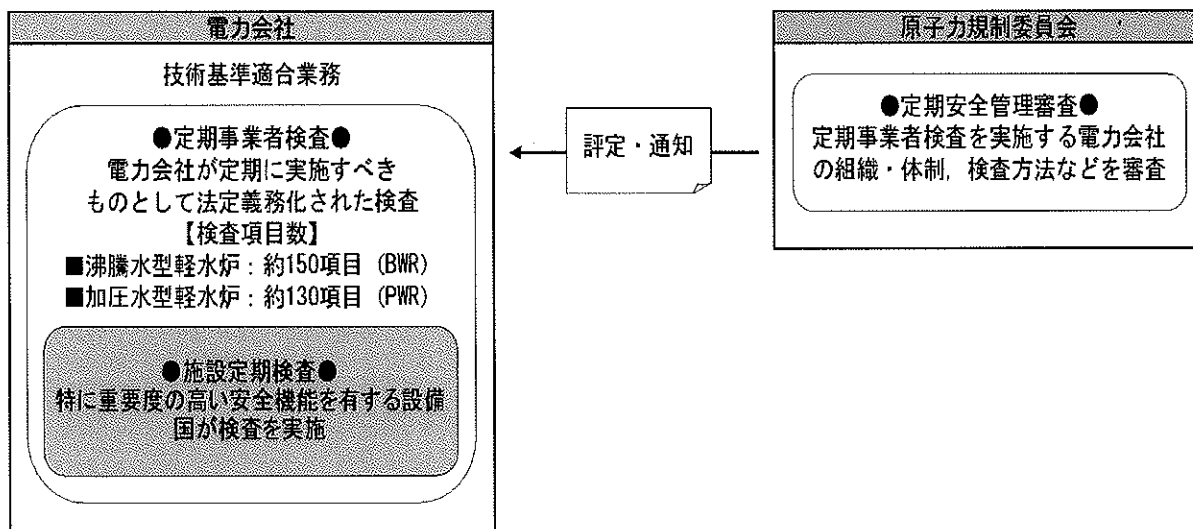 電力会社
技術基準適合業務
●定期事業者検査●
電力会社が定期に実施すべき
ものとして法定義務化された検査
【検査項目数】
■沸騰水型軽水炉：約150項目 (BWR)
■加圧水型軽水炉：約130項目 (PWR)
●施設定期検査●
特に重要度の高い安全機能を有する設備
国が検査を実施
評定・通知
原子力規制委員会
●定期安全管理審査●
定期事業者検査を実施する電力会社
の組織・体制，検査方法などを審査